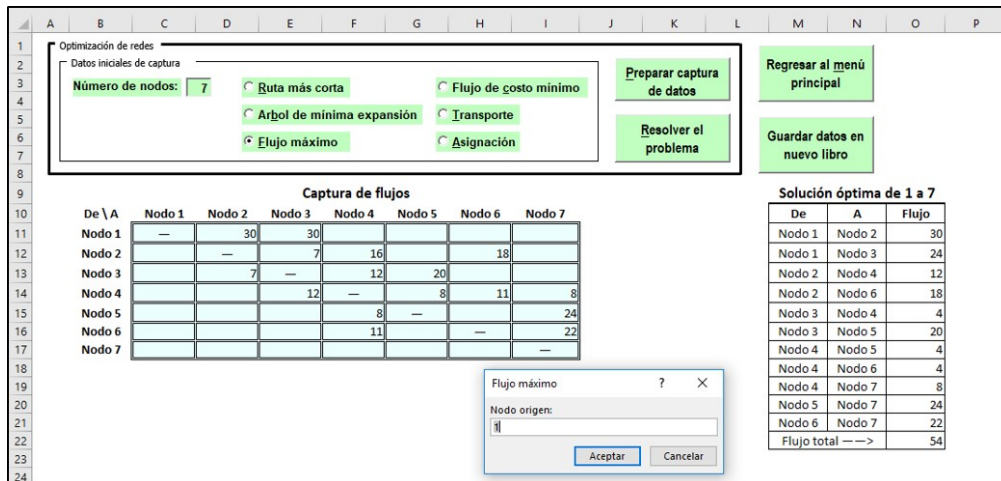 A B C D E F G H I J K L M N O P
1
2
3
4
5
6
7
8
9
10
11
12
13
14
15
16
17
18
19
20
21
22
23
24
Optimización de redes
Datos iniciales de captura
Número de nodos: 7
Ruta más corta
Arbol de mínima expansión
Flujo máximo
Flujo de costo mínimo
Transporte
Asignación
Preparar captura
de datos
Resolver el
problema
Regresar al menú
principal
Guardar datos en
nuevo libro
Captura de flujos
De \ A Nodo 1 Nodo 2 Nodo 3 Nodo 4 Nodo 5 Nodo 6 Nodo 7
Nodo 1 — 30 30
Nodo 2 — 7 16 18
Nodo 3 7 — 12 20
Nodo 4 12 — 8 11 8
Nodo 5 8 — 24
Nodo 6 11 — 22
Nodo 7 —
Solución óptima de 1 a 7
De A Flujo
Nodo 1 Nodo 2 30
Nodo 1 Nodo 3 24
Nodo 2 Nodo 4 12
Nodo 2 Nodo 6 18
Nodo 3 Nodo 4 4
Nodo 3 Nodo 5 20
Nodo 4 Nodo 5 4
Nodo 4 Nodo 6 4
Nodo 4 Nodo 7 8
Nodo 5 Nodo 7 24
Nodo 6 Nodo 7 22
Flujo total — —> 54
Flujo máximo ? ×
Nodo origen:
1
Aceptar Cancelar